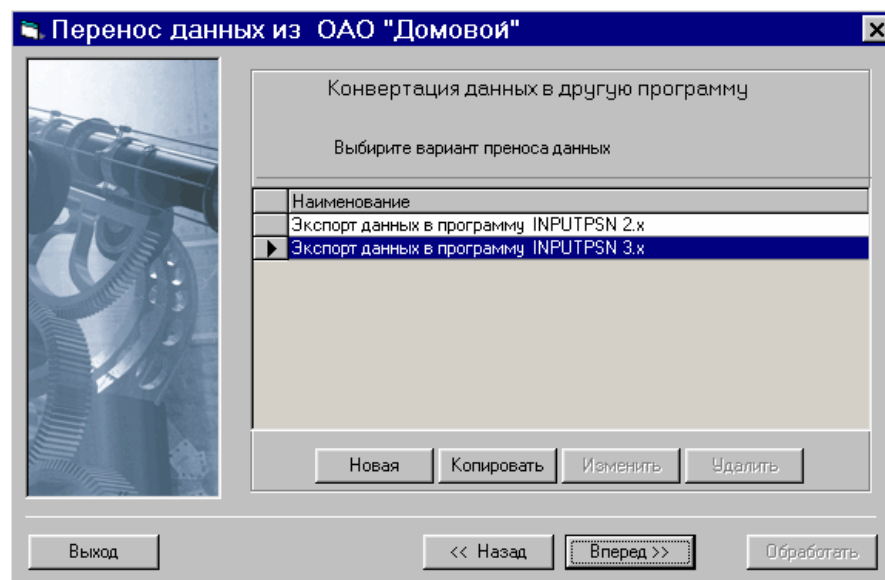 Перенос данных из ОАО "Домовой"
Конвертация данных в другую программу
Выбирите вариант преноса данных
Наименование
Экспорт данных в программу INPUTPSN 2.x
Экспорт данных в программу INPUTPSN 3.x
Новая Копировать Изменить Удалить
Выход << Назад Вперед >> Обработать